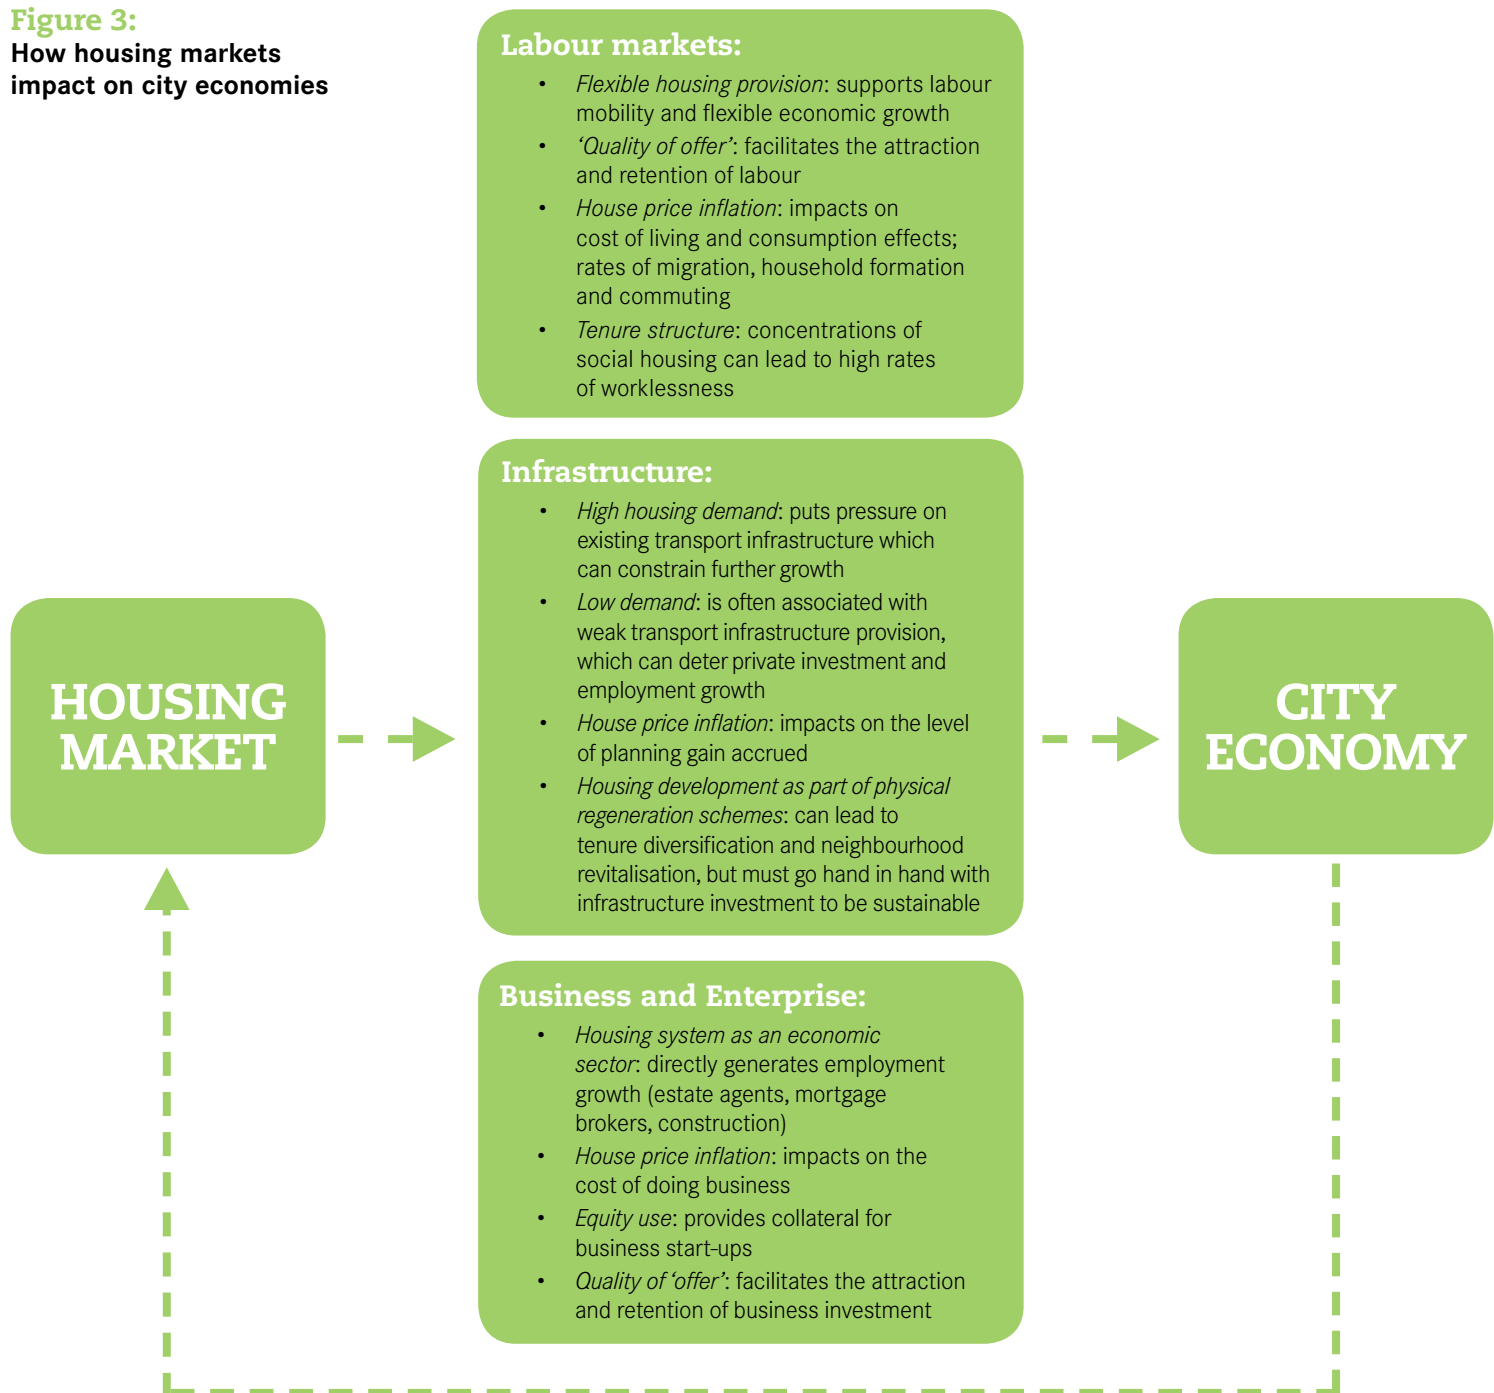 Figure 3:
How housing markets
impact on city economies
Labour markets:
• Flexible housing provision: supports labour
mobility and flexible economic growth
• ‘Quality of offer’: facilitates the attraction
and retention of labour
• House price inflation: impacts on
cost of living and consumption effects;
rates of migration, household formation
and commuting
• Tenure structure: concentrations of
social housing can lead to high rates
of worklessness
Infrastructure:
• High housing demand: puts pressure on
existing transport infrastructure which
can constrain further growth
• Low demand: is often associated with
weak transport infrastructure provision,
which can deter private investment and
employment growth
• House price inflation: impacts on the level
of planning gain accrued
• Housing development as part of physical
regeneration schemes: can lead to
tenure diversification and neighbourhood
revitalisation, but must go hand in hand with
infrastructure investment to be sustainable
HOUSING
MARKET
CITY
ECONOMY
Business and Enterprise:
• Housing system as an economic
sector: directly generates employment
growth (estate agents, mortgage
brokers, construction)
• House price inflation: impacts on the
cost of doing business
• Equity use: provides collateral for
business start-ups
• Quality of ‘offer’: facilitates the attraction
and retention of business investment